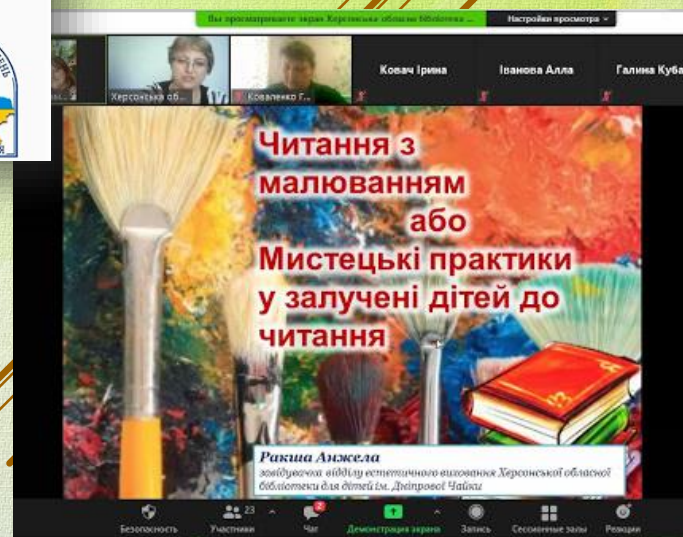 Вы просматриваете экран Херсонська обласна бібліотека ...
Настройки просмотра
Херсонська об...
Коваленко Г...
Ковач Ірина
Іванова Алла
Галина Куба
Читання з
малюванням
або
Мистецькі практики
у залучені дітей до
читання
Ракша Анжела
завідувачка відділу естетичного виховання Херсонської обласної
бібліотеки для дітей ім. Дніпрової Чайки
Безопасность
23
Участники
2
Чат
Демонстрация экрана
Запись
Сессионные залы
Реакции